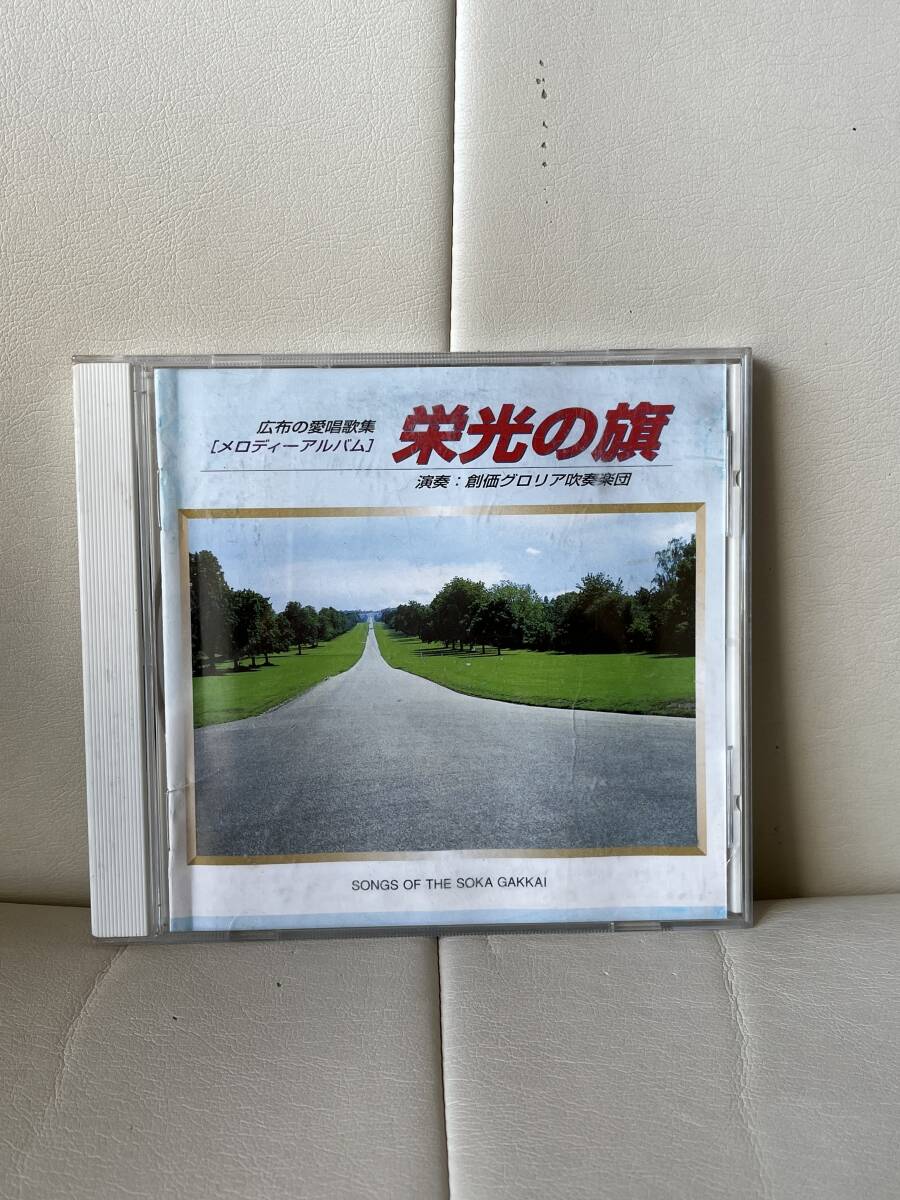 広布の愛唱歌集
[メロディーアルバム]
栄光の旗
演奏：創価グロリア吹奏楽団
SONGS OF THE SOKA GAKKAI